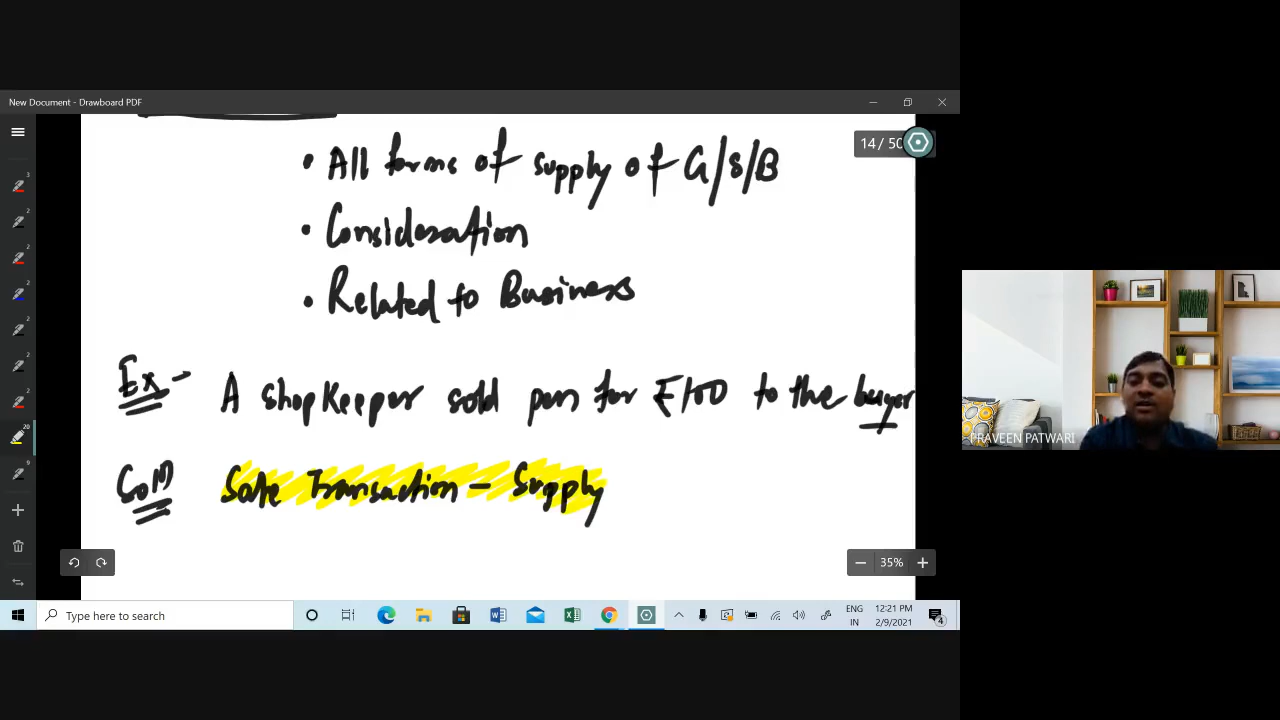 New Document - Drawboard PDF
14 / 50
• All forms of supply of G/S/B
• Consideration
• Related to Business
Ex - A shopkeeper sold pen for ₹100 to the buyer
Soln Sale Transaction - Supply
35%
PRAVEEN PATWARI
Type here to search
ENG
IN
12:21 PM
2/9/2021
4